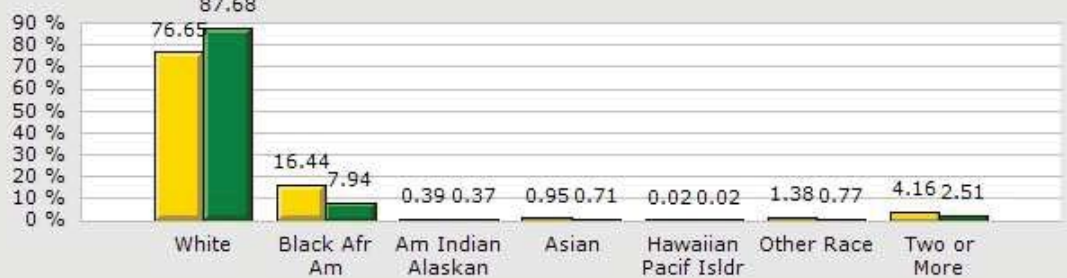 87.68
90 %
76.65
80 %
70 %
60 %
50 %
40 %
30 %
16.44
20 %
7.94
10 %
0.39 0.37
0.95 0.71
0.02 0.02
1.38 0.77
4.16 2.51
0 %
White
Black Afr
Am
Am Indian
Alaskan
Asian
Hawaiian
Pacif Isldr
Other Race
Two or
More